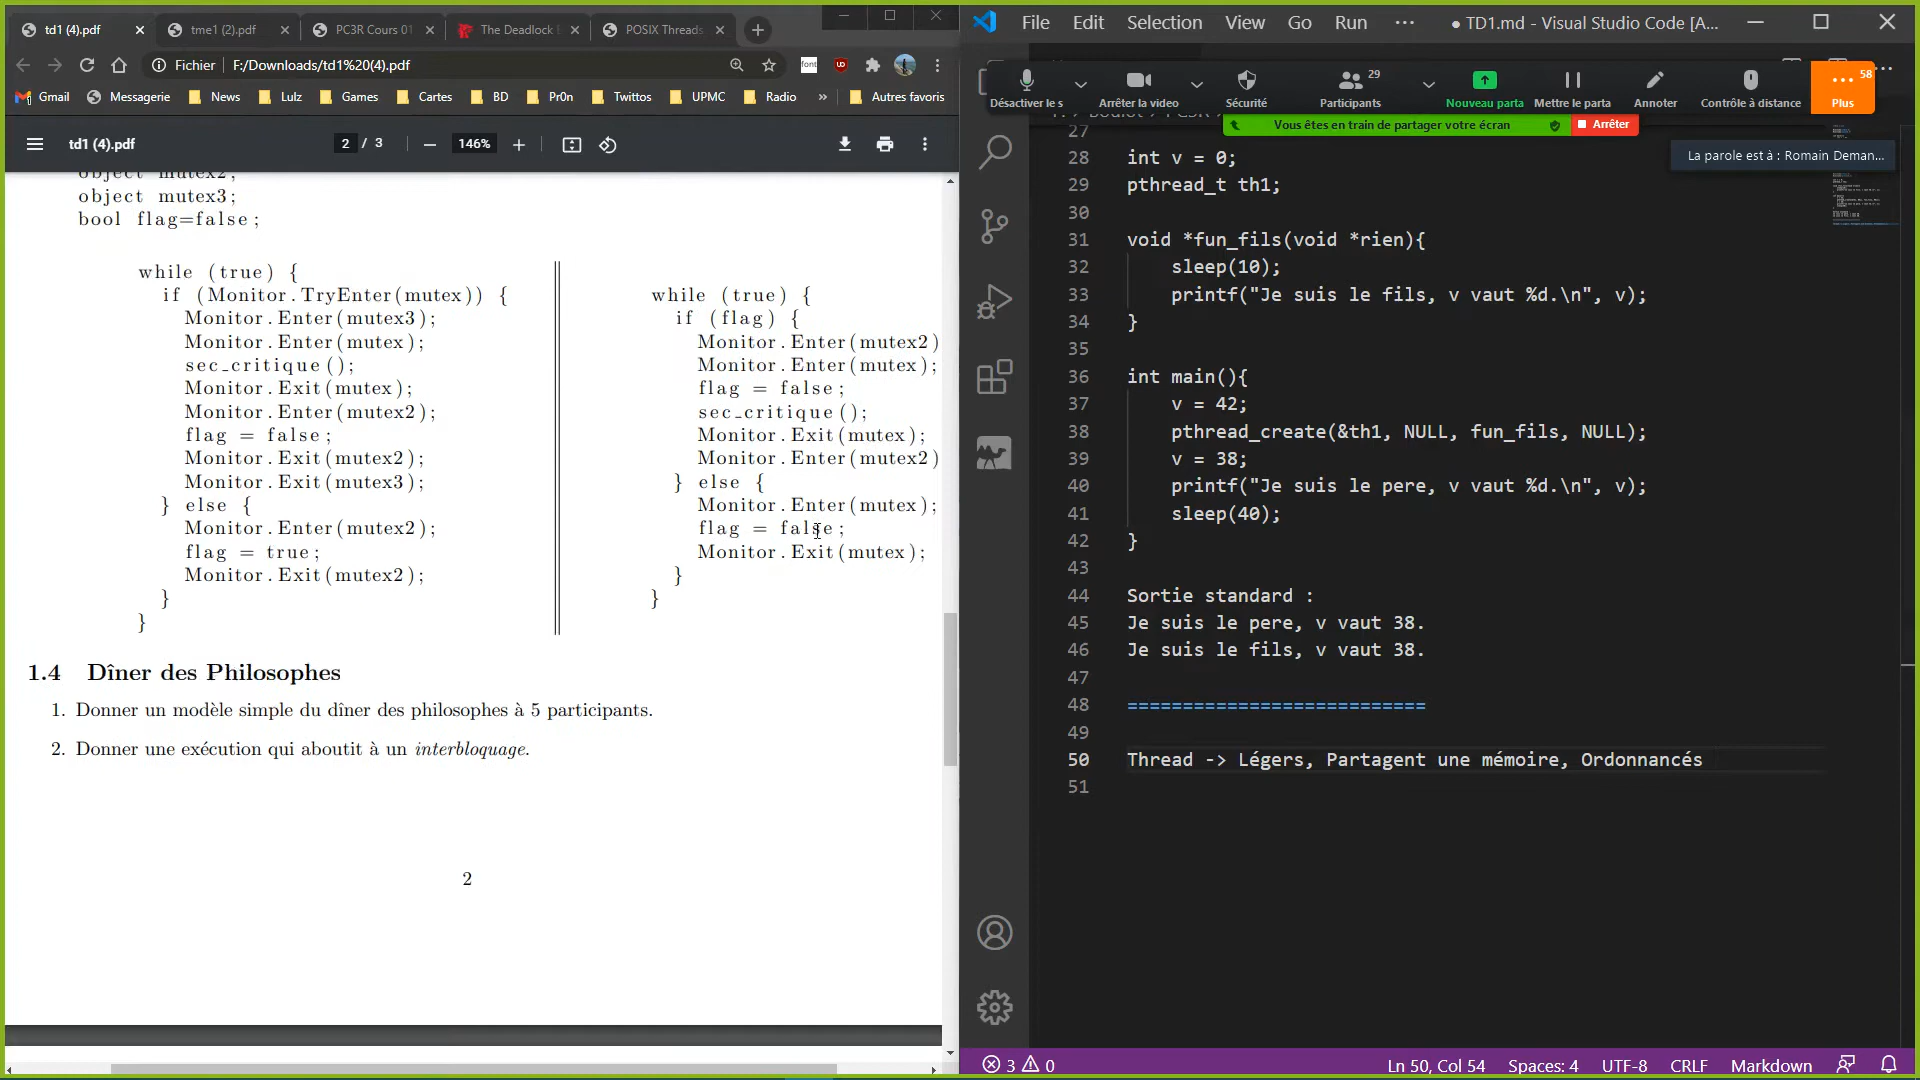 td1 (4).pdf
tme1 (2).pdf
PC3R Cours 01
The Deadlock
POSIX Threads
Fichier
F:/Downloads/td1%20(4).pdf
font
Gmail
Messagerie
News
Lulz
Games
Cartes
BD
Pr0n
Twittos
UPMC
Radio
»
Autres favoris
td1 (4).pdf
2 / 3
146%
object mutex2;
object mutex3;
bool flag=false;
while (true) {
if (Monitor.TryEnter(mutex)) {
Monitor.Enter(mutex3);
Monitor.Enter(mutex);
sec_critique();
Monitor.Exit(mutex);
Monitor.Enter(mutex2);
flag = false;
Monitor.Exit(mutex2);
Monitor.Exit(mutex3);
} else {
Monitor.Enter(mutex2);
flag = true;
Monitor.Exit(mutex2);
}
}
while (true) {
if (flag) {
Monitor.Enter(mutex2)
Monitor.Enter(mutex);
flag = false;
sec_critique();
Monitor.Exit(mutex);
Monitor.Enter(mutex2)
} else {
Monitor.Enter(mutex);
flag = false;
Monitor.Exit(mutex);
}
}
1.4 Dîner des Philosophes
1. Donner un modèle simple du dîner des philosophes à 5 participants.
2. Donner une exécution qui aboutit à un interbloquage.
2
File Edit Selection View Go Run ···
● TD1.md - Visual Studio Code [A...
Désactiver le s
Arrêter la video
Sécurité
29
Participants
Nouveau parta
Mettre le parta
Annoter
Contrôle à distance
58
Plus
Vous êtes en train de partager votre écran
Arrêter
La parole est à : Romain Deman...
27
28 int v = 0;
29 pthread_t th1;
30
31 void *fun_fils(void *rien){
32 sleep(10);
33 printf("Je suis le fils, v vaut %d.\n", v);
34 }
35
36 int main(){
37 v = 42;
38 pthread_create(&th1, NULL, fun_fils, NULL);
39 v = 38;
40 printf("Je suis le pere, v vaut %d.\n", v);
41 sleep(40);
42 }
43
44 Sortie standard :
45 Je suis le pere, v vaut 38.
46 Je suis le fils, v vaut 38.
47
48 ===========================
49
50 Thread -> Légers, Partagent une mémoire, Ordonnancés
51
3 0
Ln 50, Col 54
Spaces: 4
UTF-8
CRLF
Markdown